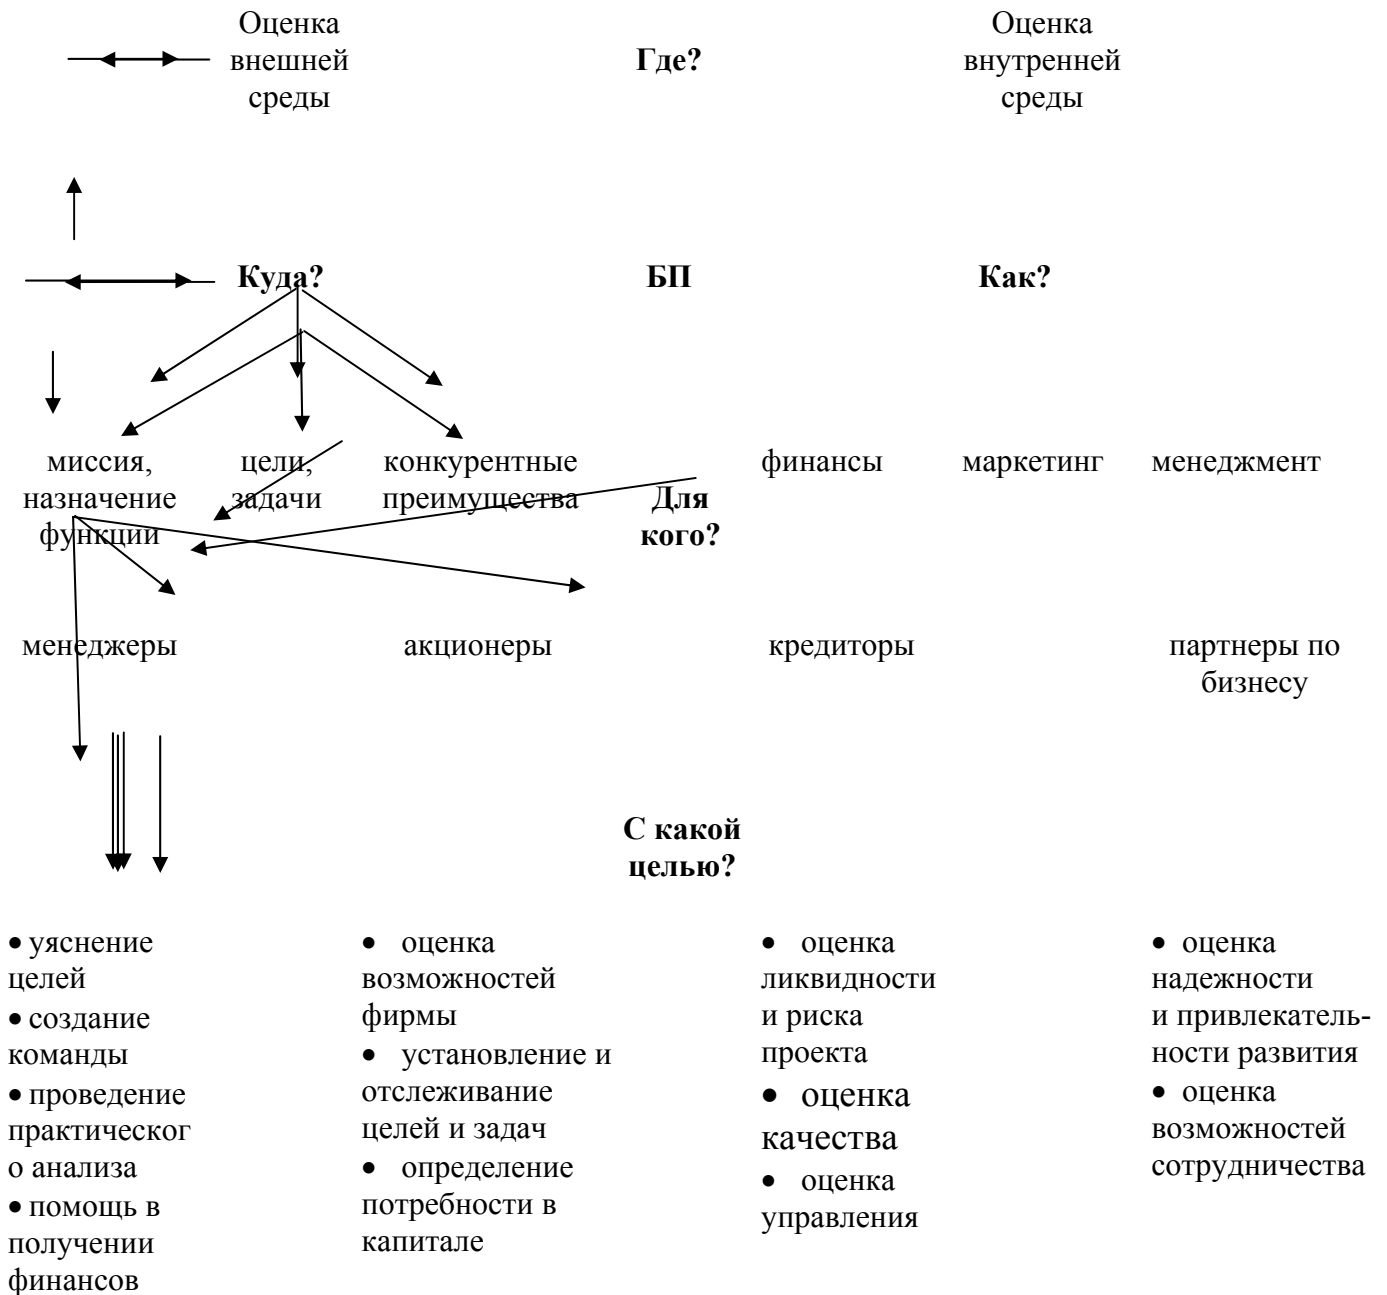 Оценка
внешней
среды
Где?
Оценка
внутренней
среды
Куда?
БП
Как?
миссия,
назначение
функции
цели,
задачи
конкурентные
преимущества
Для
кого?
финансы
маркетинг
менеджмент
менеджеры
акционеры
кредиторы
партнеры по
бизнесу
С какой
целью?
• уяснение
целей
• создание
команды
• проведение
практическог
о анализа
• помощь в
получении
финансов
• оценка
возможностей
фирмы
• установление и
отслеживание
целей и задач
• определение
потребности в
капитале
• оценка
ликвидности
и риска
проекта
• оценка
качества
• оценка
управления
• оценка
надежности
и привлекатель-
ности развития
• оценка
возможностей
сотрудничества